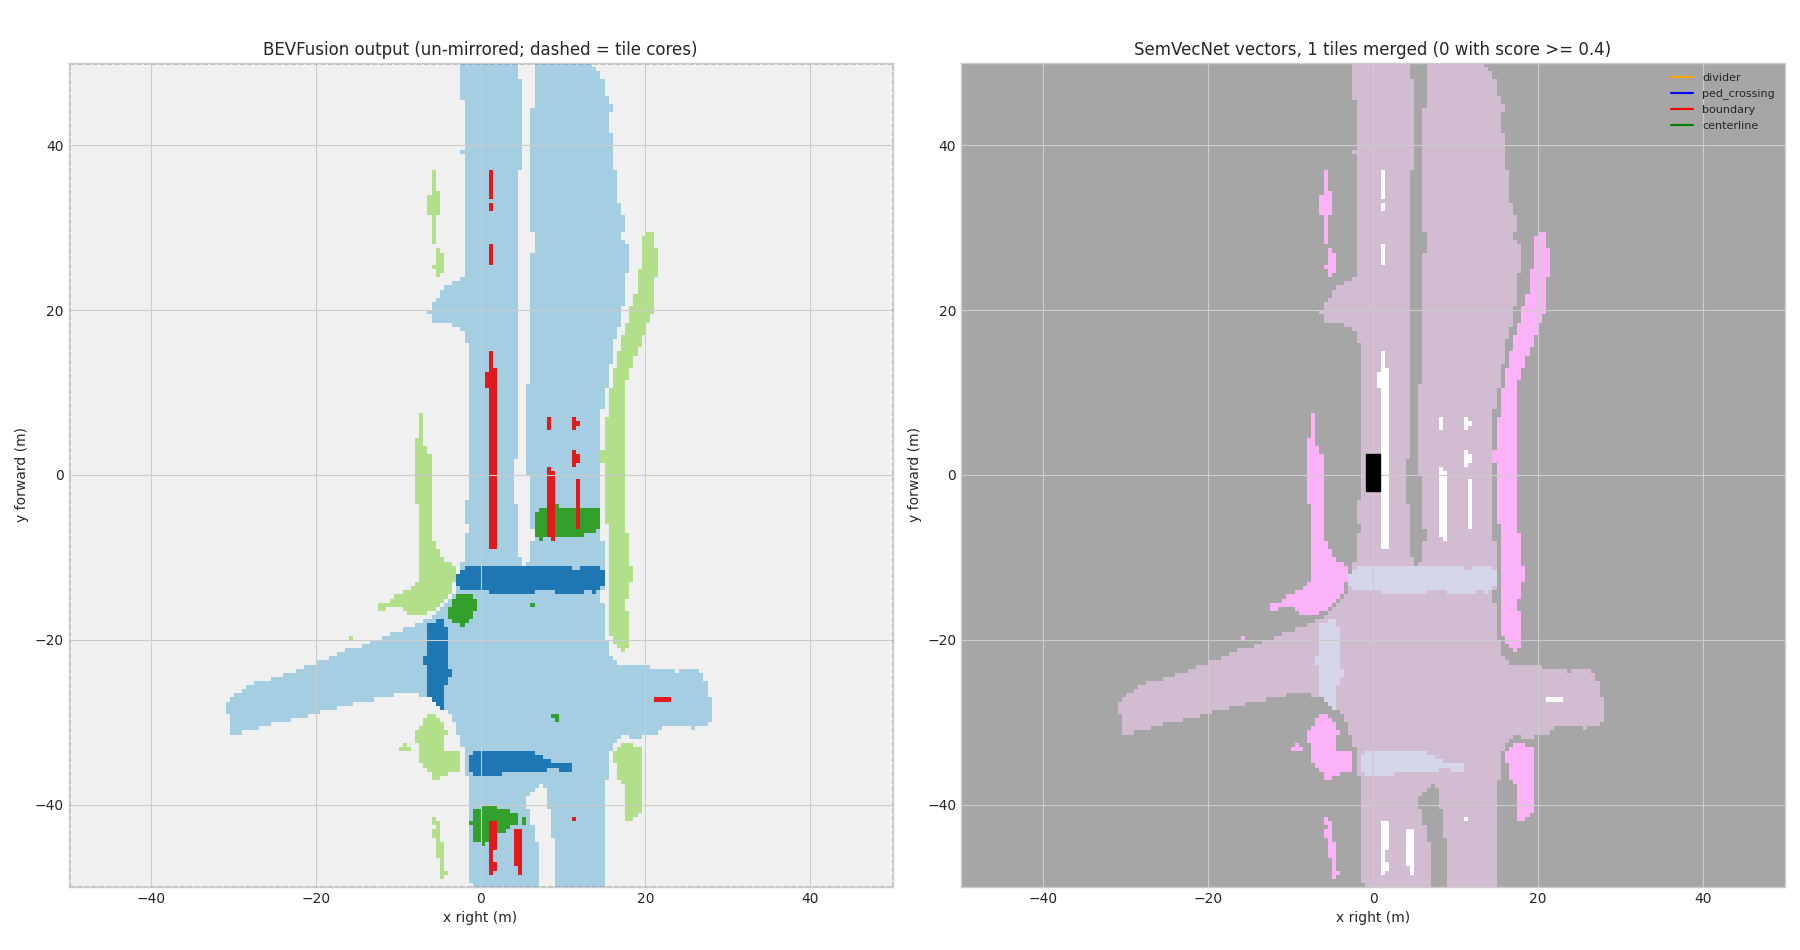 BEVFusion output (un-mirrored; dashed = tile cores)
40
20
0
−20
−40
y forward (m)
−40
−20
0
20
40
x right (m)
SemVecNet vectors, 1 tiles merged (0 with score >= 0.4)
divider
ped_crossing
boundary
centerline
40
20
0
−20
−40
y forward (m)
−40
−20
0
20
40
x right (m)